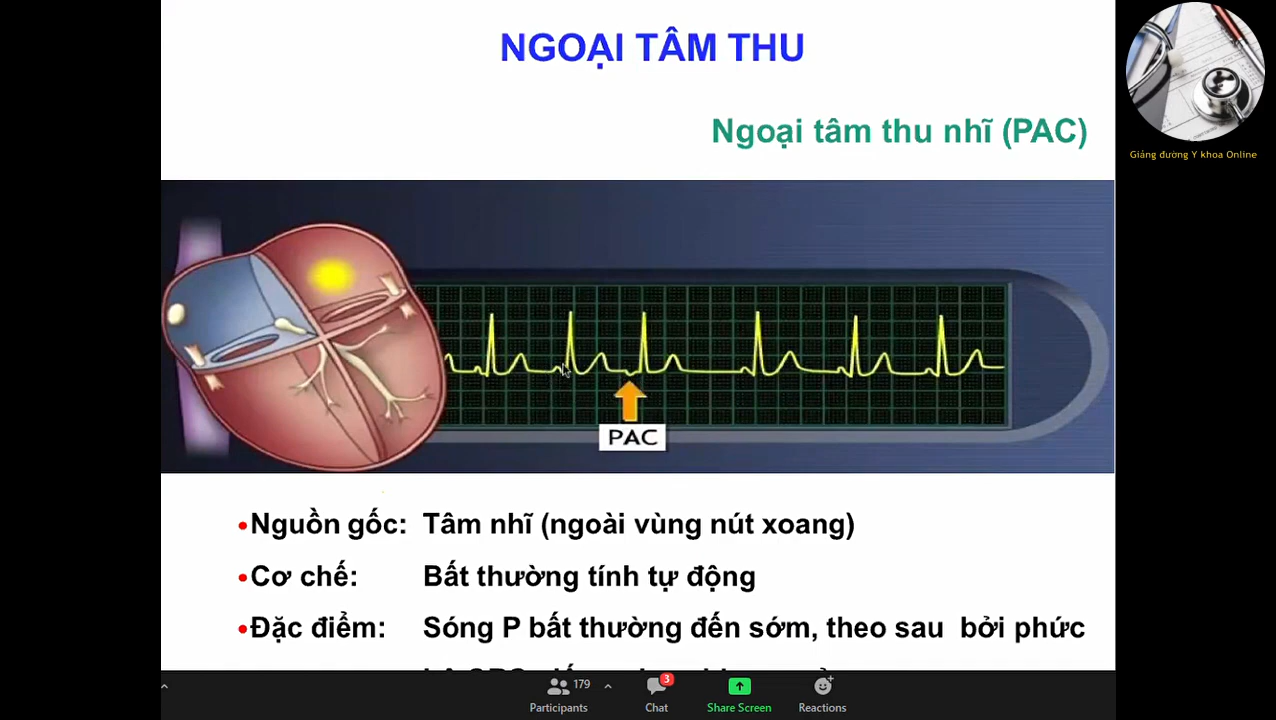 NGOẠI TÂM THU
Ngoại tâm thu nhĩ (PAC)
Giảng đường Y khoa Online
PAC
•Nguồn gốc: Tâm nhĩ (ngoài vùng nút xoang)
•Cơ chế: Bất thường tính tự động
•Đặc điểm: Sóng P bất thường đến sớm, theo sau bởi phức
179
3
Participants
Chat
Share Screen
Reactions